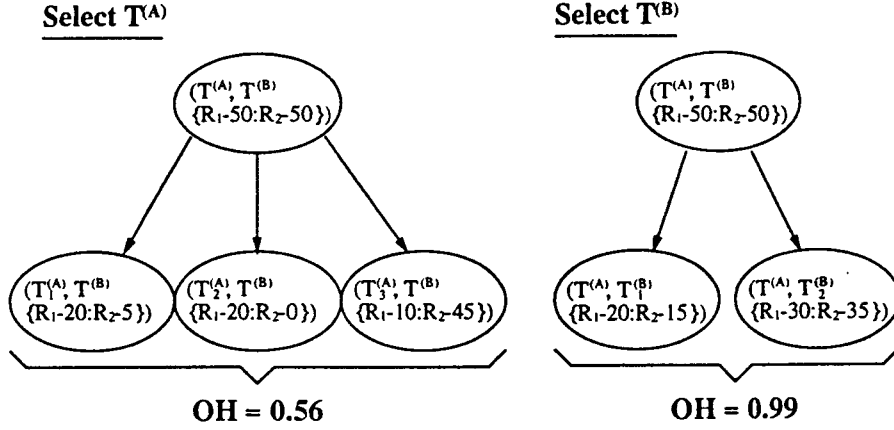 Select T⁽ᴬ⁾
(T⁽ᴬ⁾, T⁽ᴮ⁾
{R₁-50:R₂-50})
(T₁⁽ᴬ⁾, T⁽ᴮ⁾
{R₁-20:R₂-5})
(T₂⁽ᴬ⁾, T⁽ᴮ⁾
{R₁-20:R₂-0})
(T₃⁽ᴬ⁾, T⁽ᴮ⁾
{R₁-10:R₂-45})
OH = 0.56
Select T⁽ᴮ⁾
(T⁽ᴬ⁾, T⁽ᴮ⁾
{R₁-50:R₂-50})
(T⁽ᴬ⁾, T₁⁽ᴮ⁾
{R₁-20:R₂-15})
(T⁽ᴬ⁾, T₂⁽ᴮ⁾
{R₁-30:R₂-35})
OH = 0.99